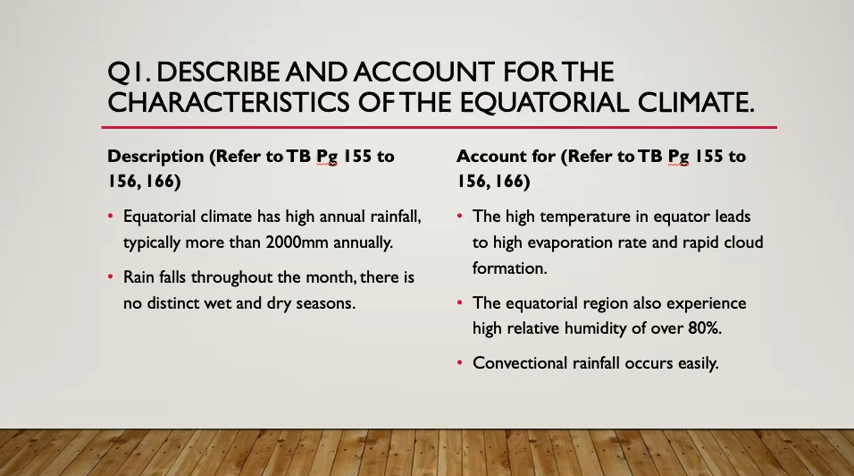 Q1. DESCRIBE AND ACCOUNT FOR THE
CHARACTERISTICS OF THE EQUATORIAL CLIMATE.
Description (Refer to TB Pg 155 to
156, 166)
• Equatorial climate has high annual rainfall,
typically more than 2000mm annually.
• Rain falls throughout the month, there is
no distinct wet and dry seasons.
Account for (Refer to TB Pg 155 to
156, 166)
• The high temperature in equator leads
to high evaporation rate and rapid cloud
formation.
• The equatorial region also experience
high relative humidity of over 80%.
• Convectional rainfall occurs easily.